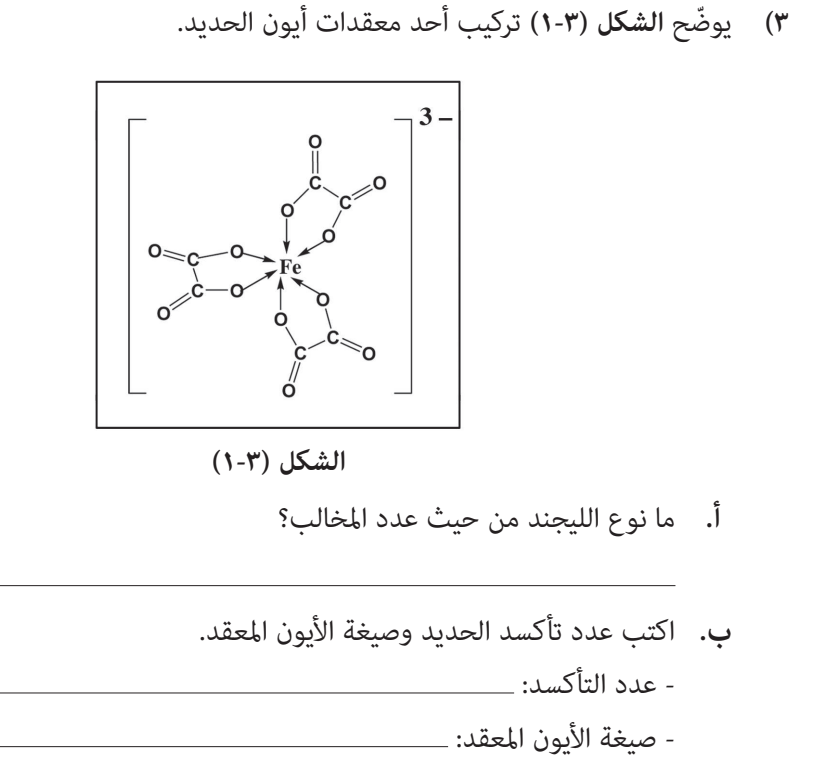 ٣) يوضّح الشكل (٣-١) تركيب أحد معقدات أيون الحديد.
3 –
O
O
C
C
O
O
O
O
C
Fe
C
O
O
O
O
C
C
O
O
الشكل (٣-١)
أ. ما نوع الليجند من حيث عدد المخالب؟
ب. اكتب عدد تأكسد الحديد وصيغة الأيون المعقد.
- عدد التأكسد:
- صيغة الأيون المعقد: